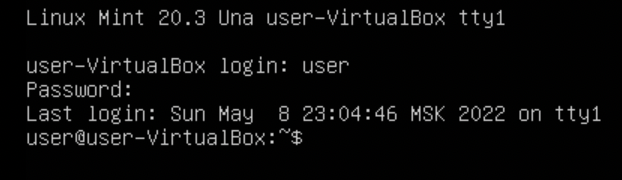 Linux Mint 20.3 Una user-VirtualBox tty1
user-VirtualBox login: user
Password:
Last login: Sun May  8 23:04:46 MSK 2022 on tty1
user@user-VirtualBox:~$